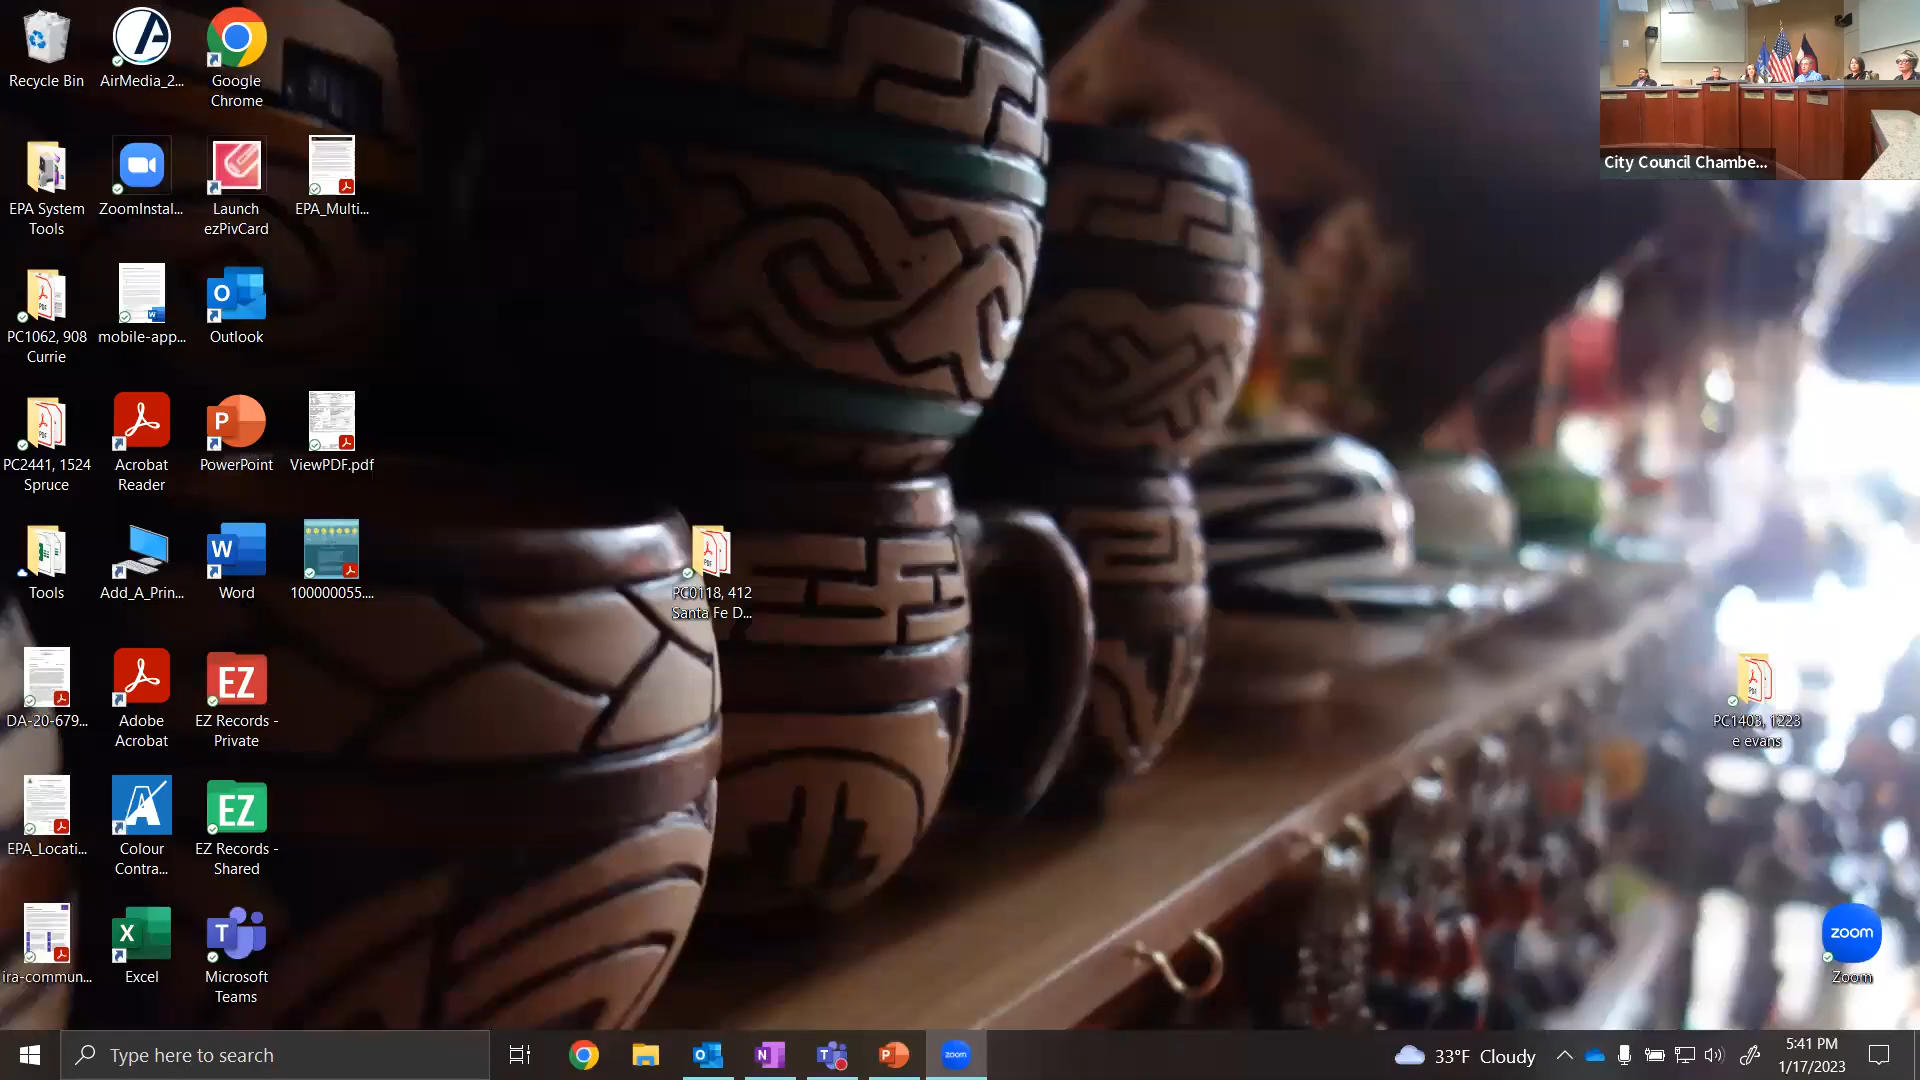 Recycle Bin
AirMedia_2...
Google
Chrome
City Council Chambe...
EPA System
Tools
ZoomInstal...
Launch
ezPivCard
EPA_Multi...
PC1062, 908
Currie
mobile-app...
Outlook
PC2441, 1524
Spruce
Acrobat
Reader
PowerPoint
ViewPDF.pdf
Tools
Add_A_Prin...
Word
100000055....
PC0118, 412
Santa Fe D...
DA-20-679...
Adobe
Acrobat
EZ
EZ Records -
Private
PC1403, 1223
e evans
EPA_Locati...
Colour
Contra...
EZ
EZ Records -
Shared
ira-commun...
Excel
Microsoft
Teams
zoom
Zoom
Type here to search
zoom
33°F Cloudy
5:41 PM
1/17/2023